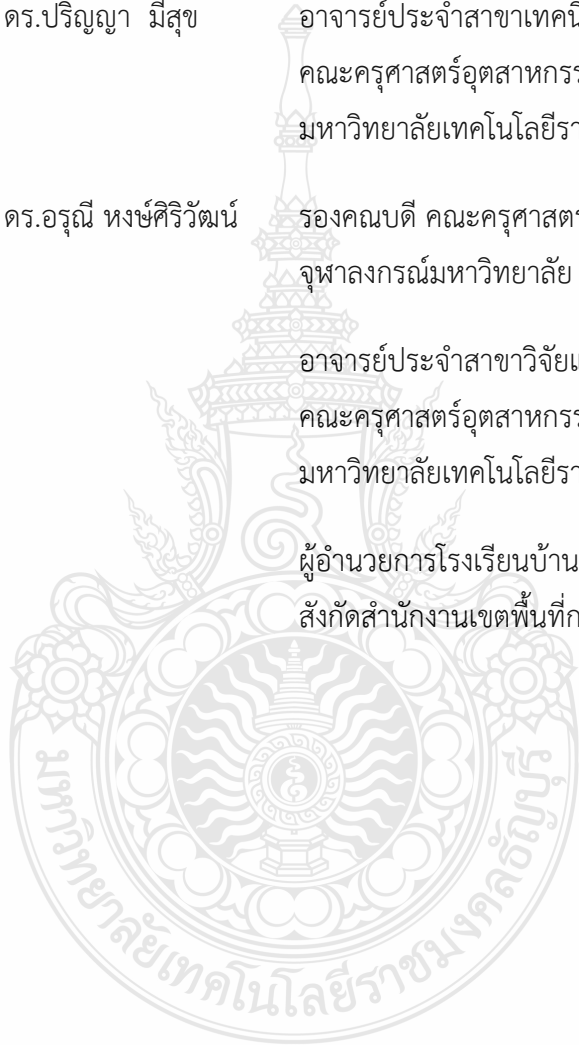 ดร.ปริญญา มีสุข อาจารย์ประจำสาขาเทคนิ
คณะครุศาสตร์อุตสาหกรร
มหาวิทยาลัยเทคโนโลยีรา
ดร.อรุณี หงษ์ศิริวัฒน์ รองคณบดี คณะครุศาสตร
จุฬาลงกรณ์มหาวิทยาลัย
อาจารย์ประจำสาขาวิจัยแ
คณะครุศาสตร์อุตสาหกรร
มหาวิทยาลัยเทคโนโลยีรา
ผู้อำนวยการโรงเรียนบ้าน
สังกัดสำนักงานเขตพื้นที่ก
มหาวิทยาลัยเทคโนโลยีราชมงคลธัญบุรี